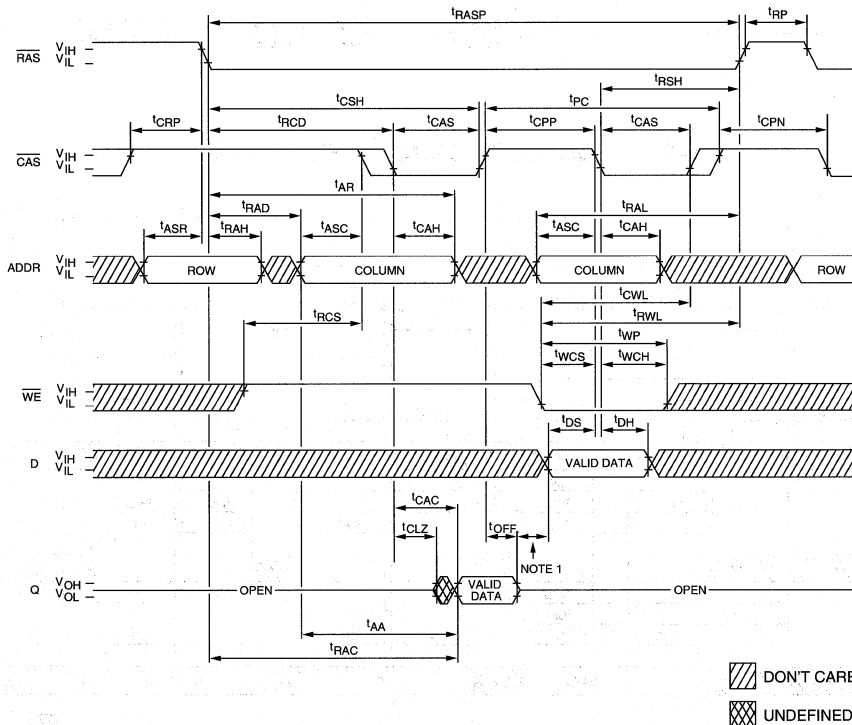 tRASP tRP
RAS VIH VIL
tRSH
tCSH tPC
tCRP tRCD tCAS tCPP tCAS tCPN
CAS VIH VIL
tAR
tRAD tRAL
tASR tRAH tASC tCAH tASC tCAH
ADDR VIH VIL ROW COLUMN COLUMN ROW
tCWL
tRCS tRWL
tWP
tWCS tWCH
WE VIH VIL
tDS tDH
D VIH VIL VALID DATA
tCAC
tCLZ tOFF
NOTE 1
Q VOH VOL OPEN VALID DATA OPEN
tAA
tRAC
DON'T CARE
UNDEFINED